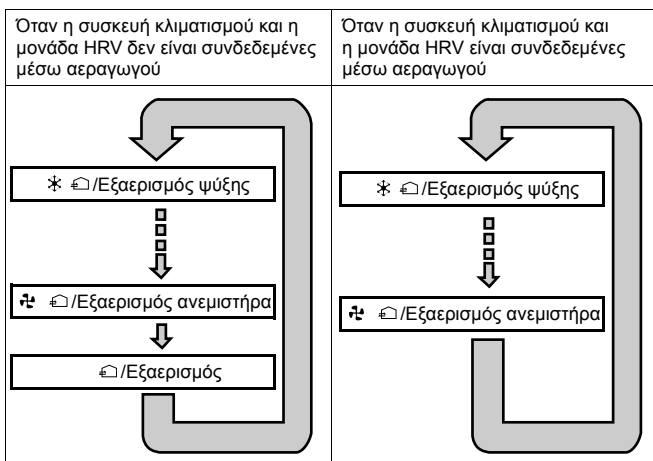 Όταν η συσκευή κλιματισμού και η
μονάδα HRV δεν είναι συνδεδεμένες
μέσω αεραγωγού
Όταν η συσκευή κλιματισμού και
η μονάδα HRV είναι συνδεδεμένες
μέσω αεραγωγού
/Εξαερισμός ψύξης
/Εξαερισμός ανεμιστήρα
/Εξαερισμός
/Εξαερισμός ψύξης
/Εξαερισμός ανεμιστήρα